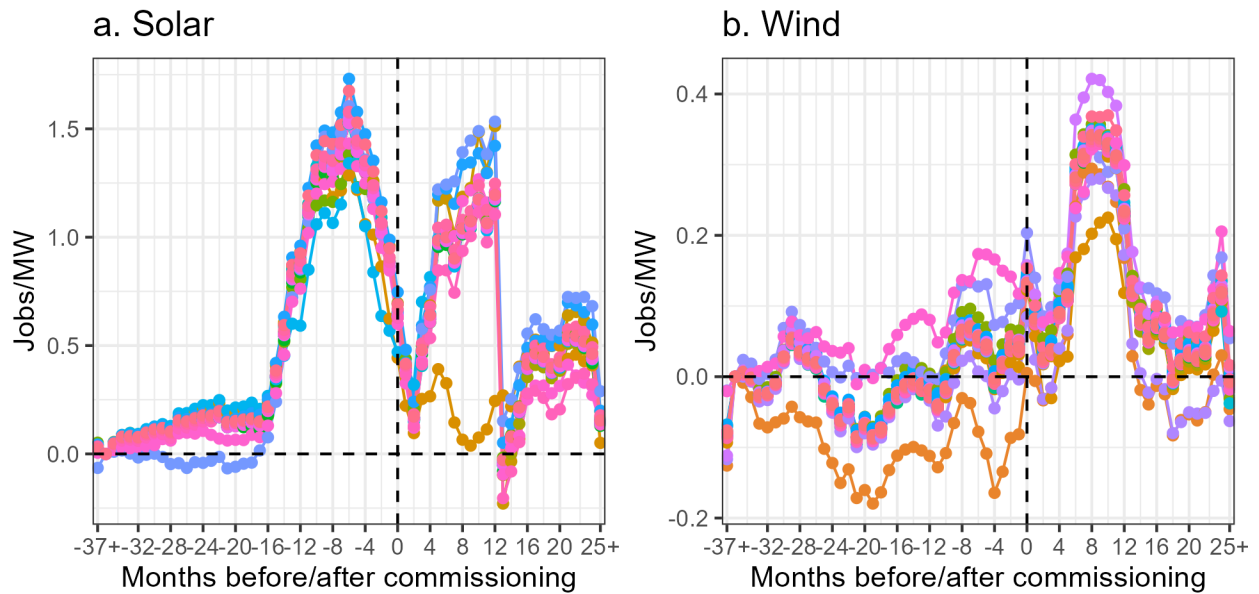 a. Solar
b. Wind
Jobs/MW
1.5
1.0
0.5
0.0
-37+ -32 -28 -24 -20 -16 -12 -8 -4 0 4 8 12 16 20 25+
Months before/after commissioning
Jobs/MW
0.4
0.2
0.0
-0.2
-37+ -32 -28 -24 -20 -16 -12 -8 -4 0 4 8 12 16 20 25+
Months before/after commissioning